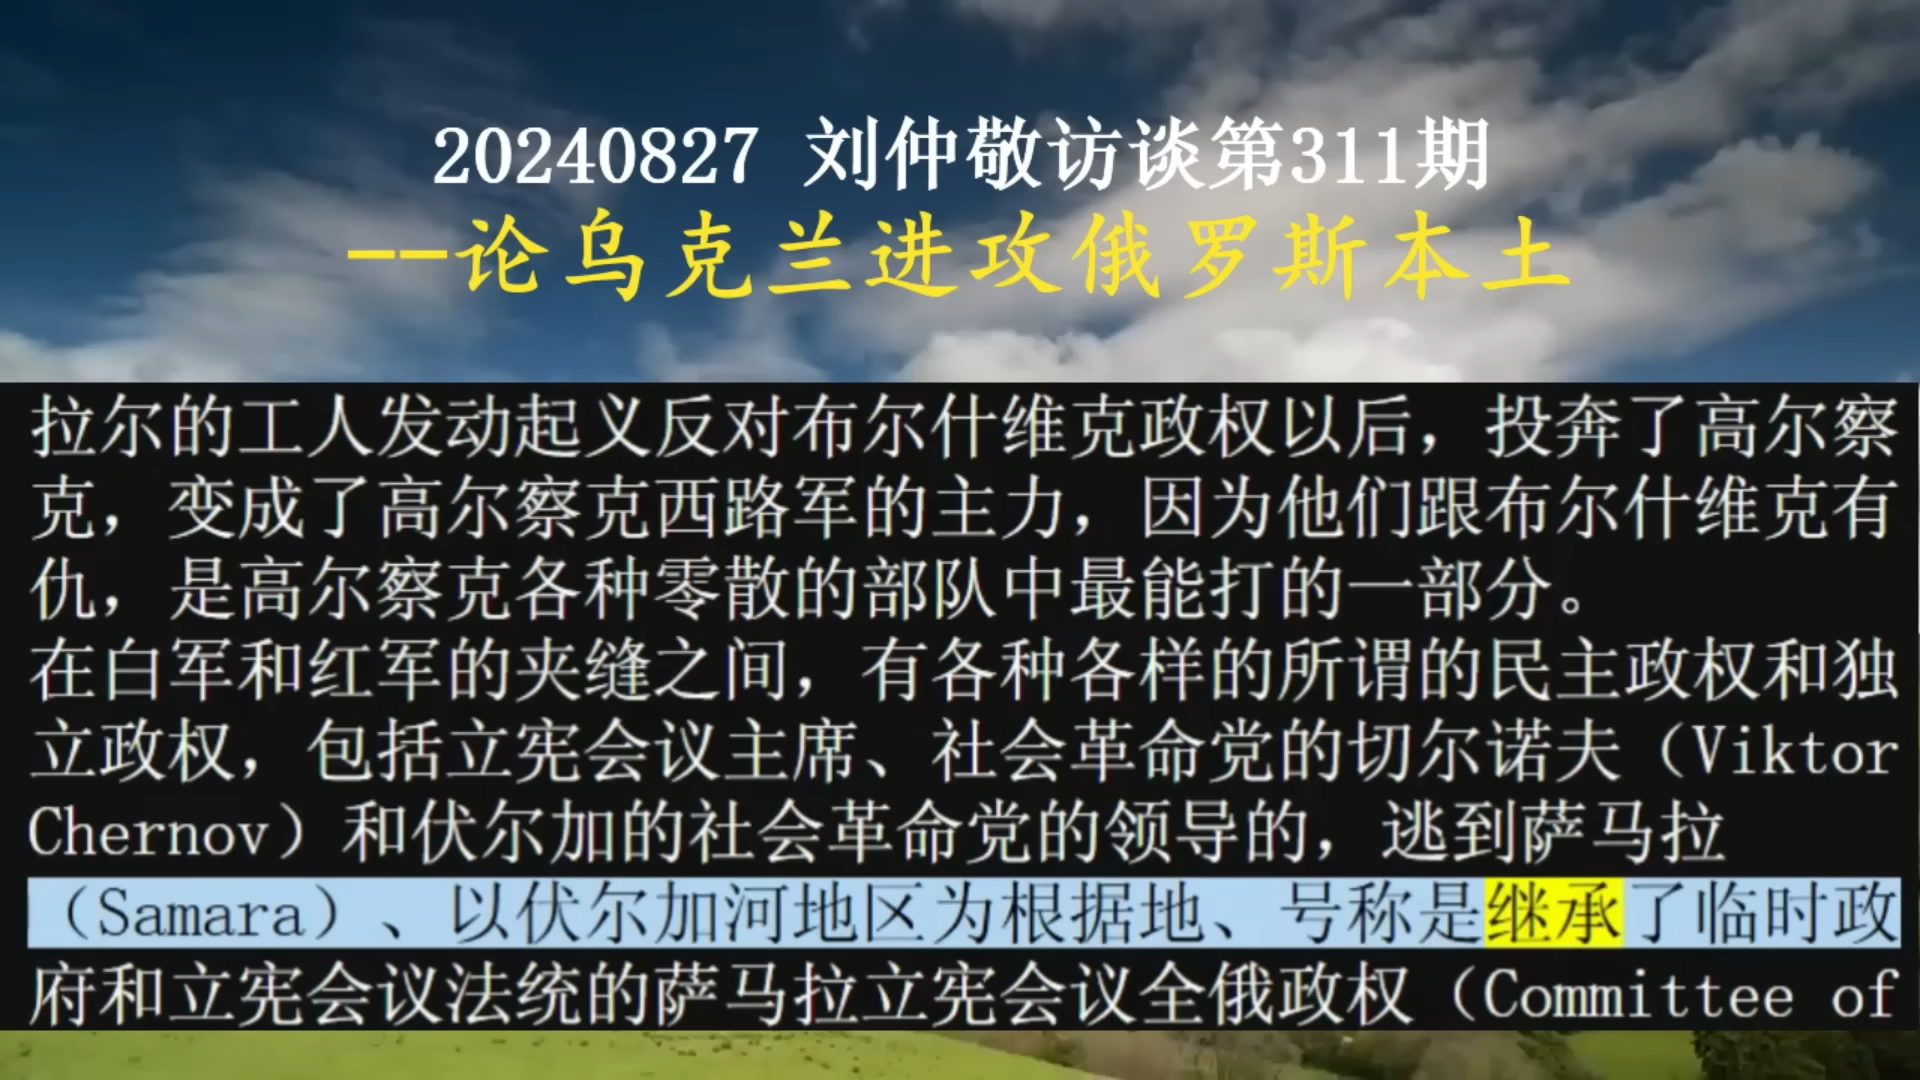 20240827 刘仲敬访谈第311期
--论乌克兰进攻俄罗斯本土
拉尔的工人发动起义反对布尔什维克政权以后，投奔了高尔察
克，变成了高尔察克西路军的主力，因为他们跟布尔什维克有
仇，是高尔察克各种零散的部队中最能打的一部分。
在白军和红军的夹缝之间，有各种各样的所谓的民主政权和独
立政权，包括立宪会议主席、社会革命党的切尔诺夫（Viktor
Chernov）和伏尔加的社会革命党的领导的，逃到萨马拉
（Samara）、以伏尔加河地区为根据地、号称是继承了临时政
府和立宪会议法统的萨马拉立宪会议全俄政权（Committee of